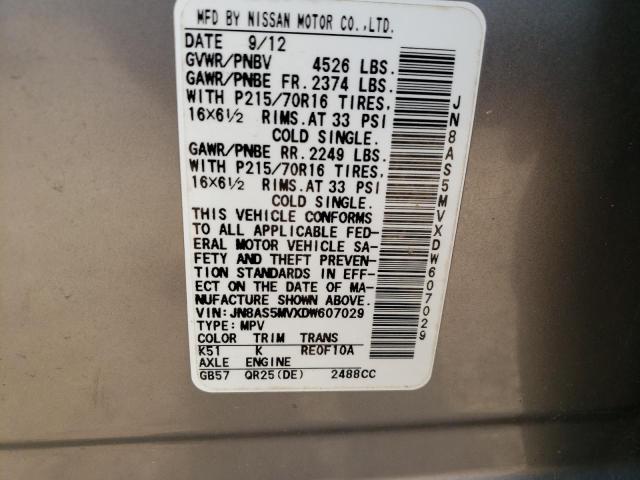 MFD BY NISSAN MOTOR CO.,LTD.
DATE 9/12
GVWR/PNBV 4526 LBS.
GAWR/PNBE FR. 2374 LBS.
WITH P215/70R16 TIRES,
16X6½ RIMS.AT 33 PSI
COLD SINGLE.
GAWR/PNBE RR. 2249 LBS.
WITH P215/70R16 TIRES,
16X6½ RIMS.AT 33 PSI
COLD SINGLE.
THIS VEHICLE CONFORMS
TO ALL APPLICABLE FED-
ERAL MOTOR VEHICLE SA-
FETY AND THEFT PREVEN-
TION STANDARDS IN EFF-
ECT ON THE DATE OF MA-
NUFACTURE SHOWN ABOVE.
VIN: JN8AS5MVXDW607029
TYPE: MPV
COLOR TRIM TRANS
K51 K RE0F10A
AXLE ENGINE
GB57 QR25(DE) 2488CC
JN8AS5MVXDW607029